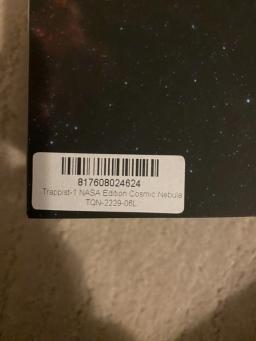 817608024624
Trappist-1 NASA Edition Cosmic Nebula
TQN-2239-06L